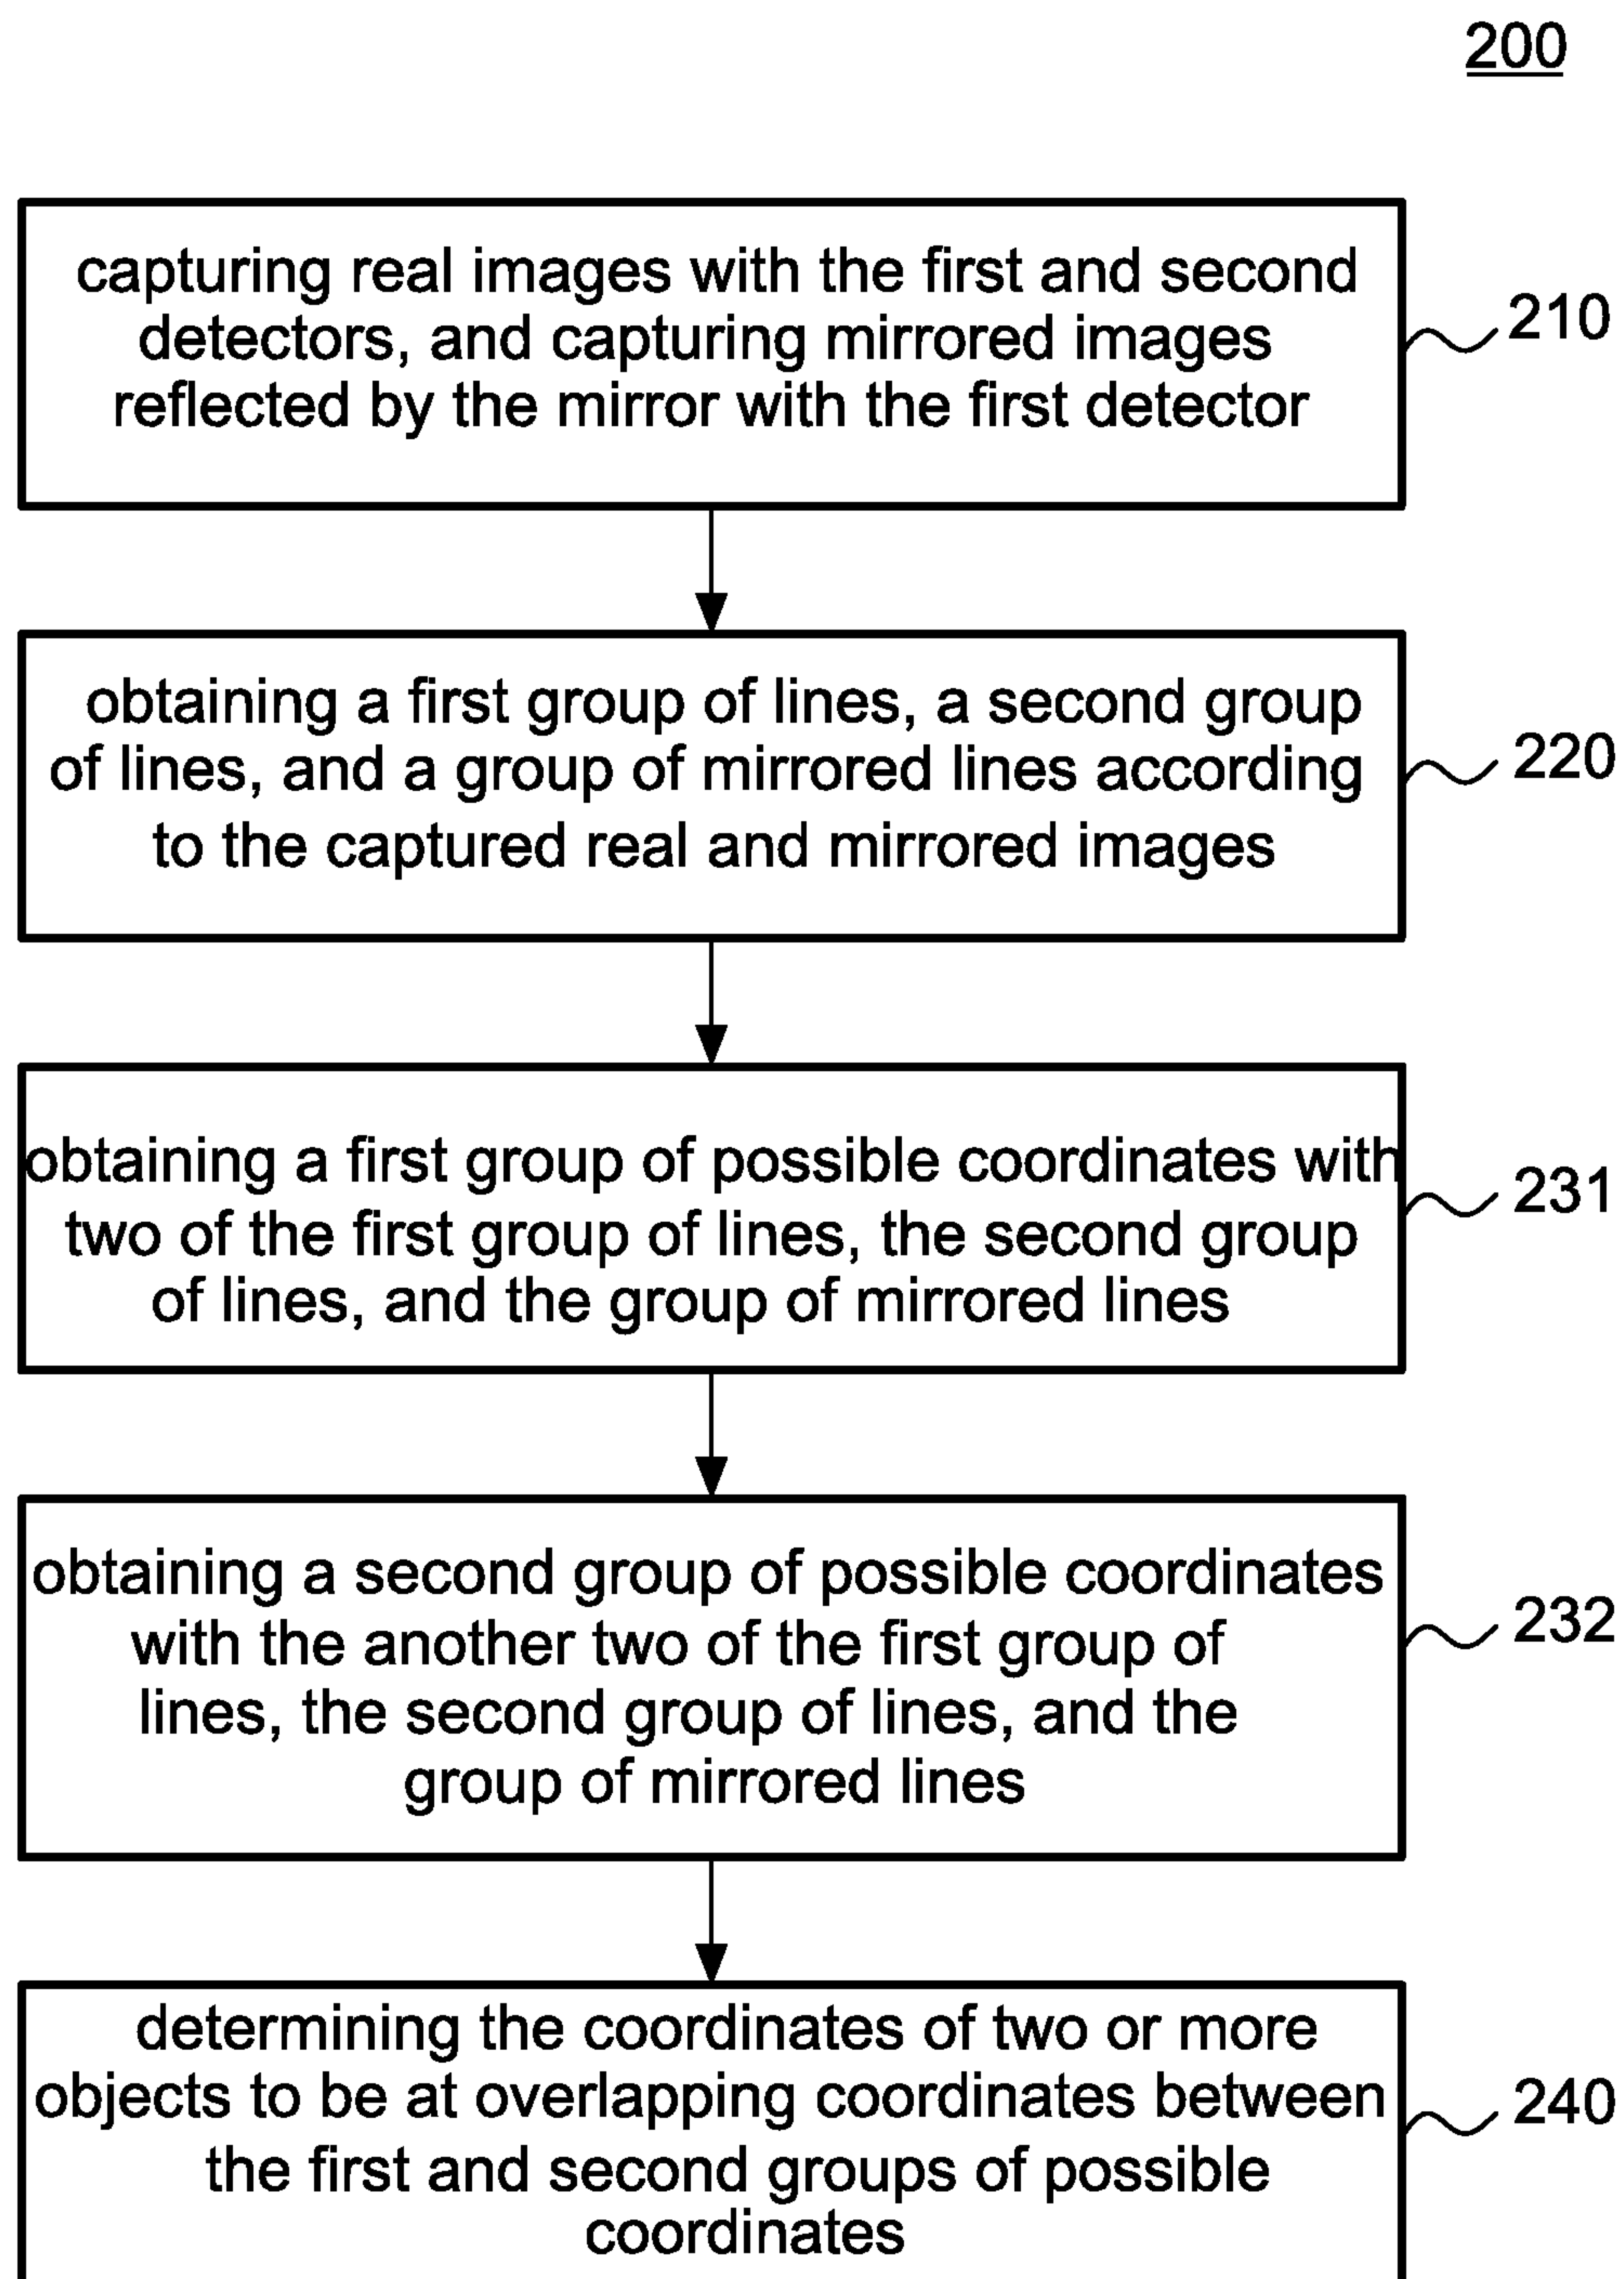 200
capturing real images with the first and second
detectors, and capturing mirrored images
reflected by the mirror with the first detector
210
obtaining a first group of lines, a second group
of lines, and a group of mirrored lines according
to the captured real and mirrored images
220
obtaining a first group of possible coordinates with
two of the first group of lines, the second group
of lines, and the group of mirrored lines
231
obtaining a second group of possible coordinates
with the another two of the first group of
lines, the second group of lines, and the
group of mirrored lines
232
determining the coordinates of two or more
objects to be at overlapping coordinates between
the first and second groups of possible
coordinates
240